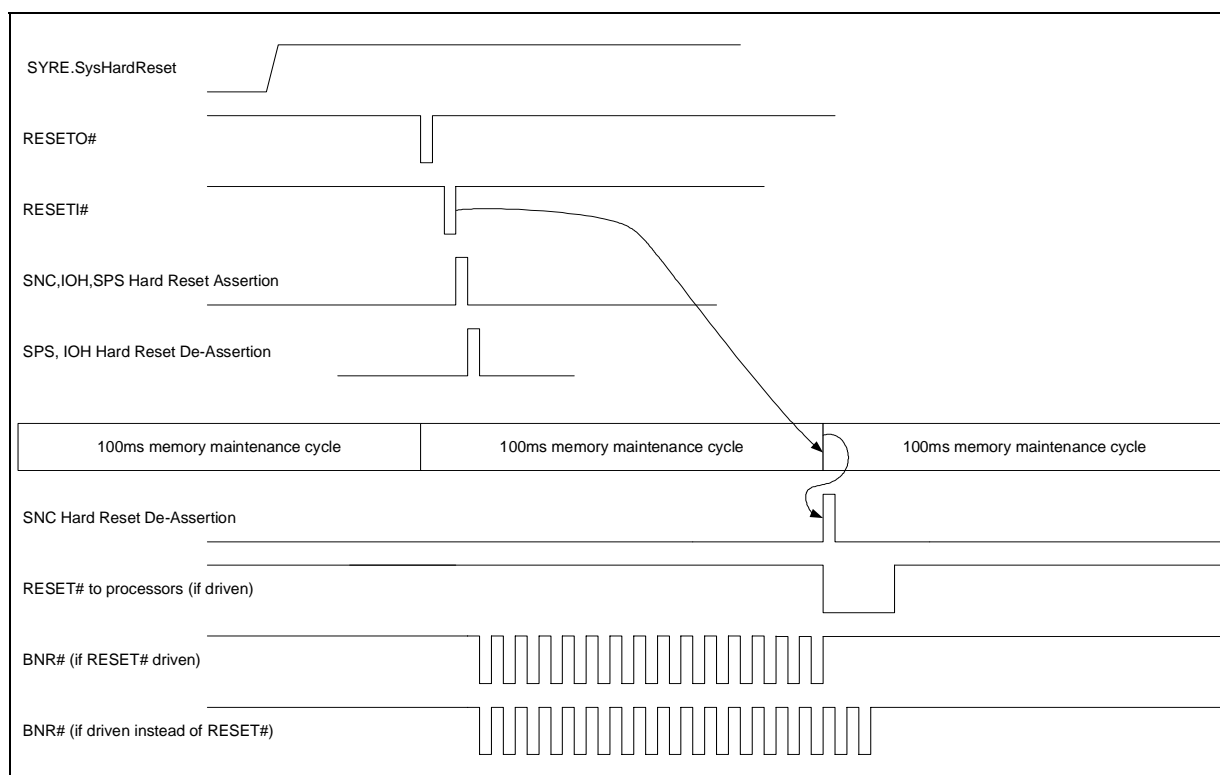 SYRE.SysHardReset
RESETO#
RESETI#
SNC,IOH,SPS Hard Reset Assertion
SPS, IOH Hard Reset De-Assertion
100ms memory maintenance cycle
100ms memory maintenance cycle
100ms memory maintenance cycle
SNC Hard Reset De-Assertion
RESET# to processors (if driven)
BNR# (if RESET# driven)
BNR# (if driven instead of RESET#)